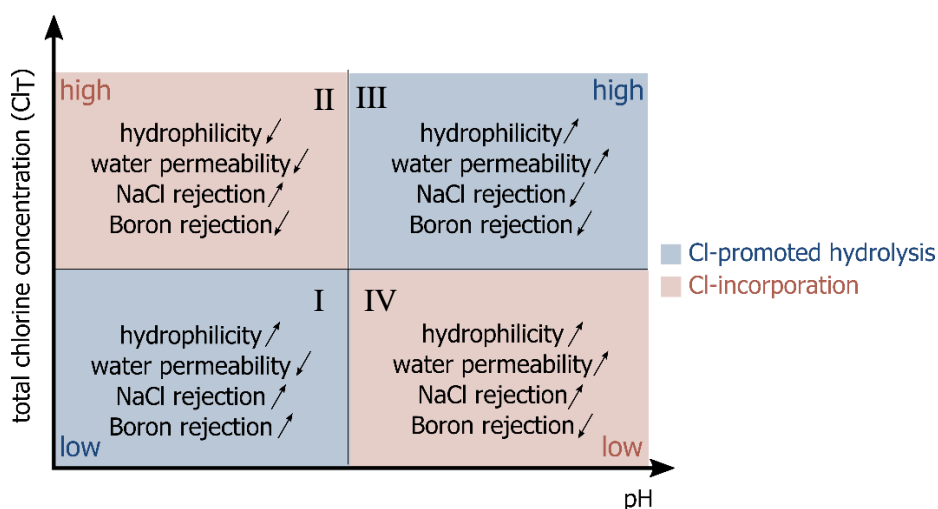 total chlorine concentration (ClT)
high
II
hydrophilicity↙
water permeability↙
NaCl rejection↗
Boron rejection↙
III
high
hydrophilicity↗
water permeability↗
NaCl rejection↙
Boron rejection↙
Cl-promoted hydrolysis
Cl-incorporation
I
hydrophilicity↗
water permeability↙
NaCl rejection↗
Boron rejection↗
low
IV
hydrophilicity↗
water permeability↗
NaCl rejection↗
Boron rejection↙
low
pH